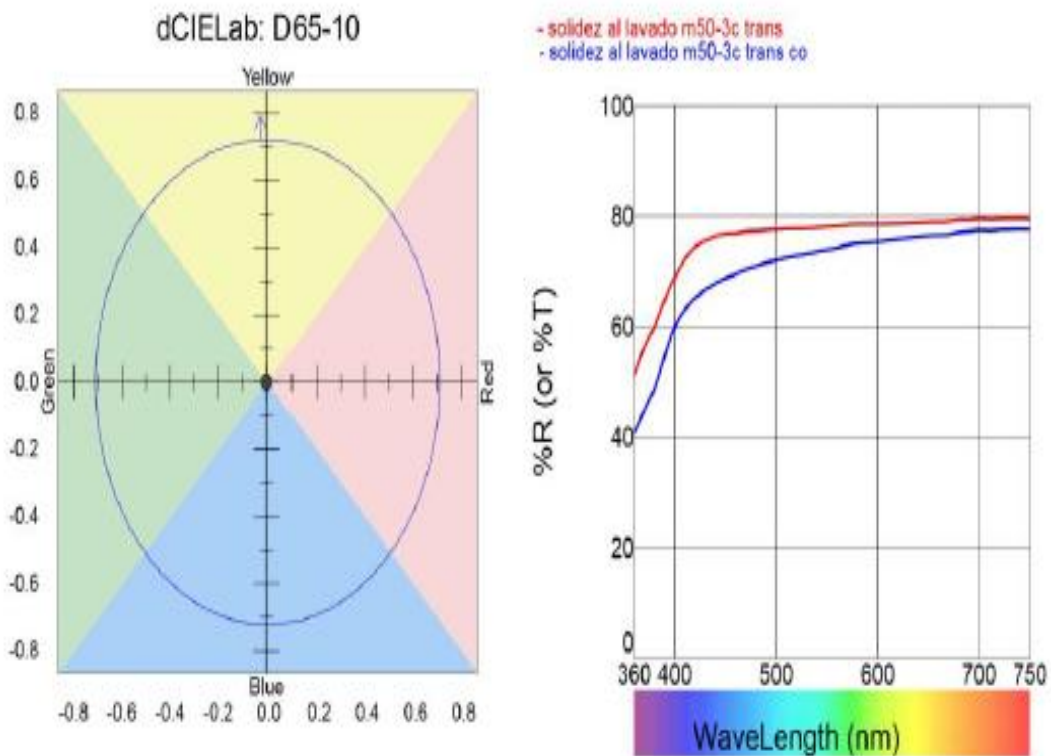 dCIELab: D65-10
Yellow
0.8
0.6
0.4
0.2
0.0
-0.2
-0.4
-0.6
-0.8
Green
Red
Blue
-0.8 -0.6 -0.4 -0.2 0.0 0.2 0.4 0.6 0.8
- solidez al lavado m50-3c trans
- solidez al lavado m50-3c trans co
100
80
60
40
20
0
%R (or %T)
360 400 500 600 700 750
WaveLength (nm)